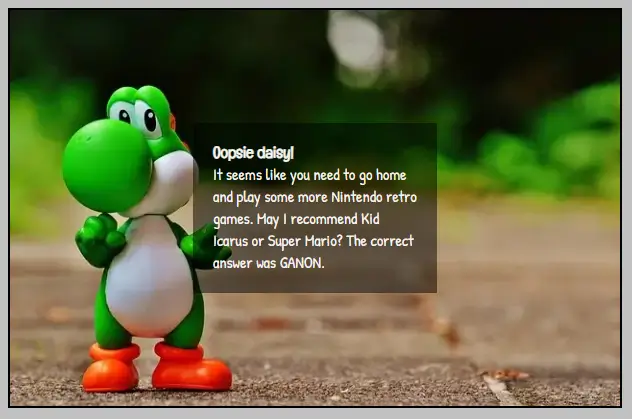 Oopsie daisy!
It seems like you need to go home
and play some more Nintendo retro
games. May I recommend Kid
Icarus or Super Mario? The correct
answer was GANON.